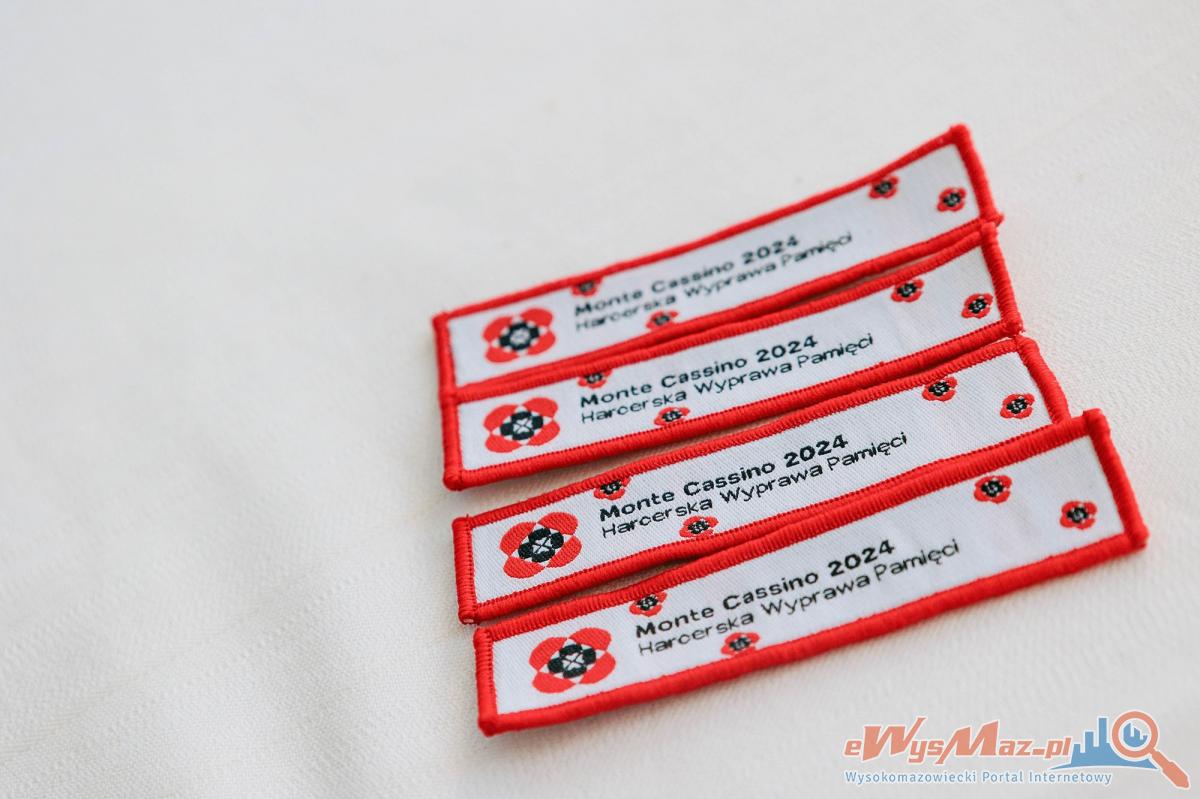 Monte Cassino 2024
Harcerska Wyprawa Pamięci
Monte Cassino 2024
Harcerska Wyprawa Pamięci
Monte Cassino 2024
Harcerska Wyprawa Pamięci
Monte Cassino 2024
Harcerska Wyprawa Pamięci
eWysMaz.pl
Wysokomazowiecki Portal Internetowy